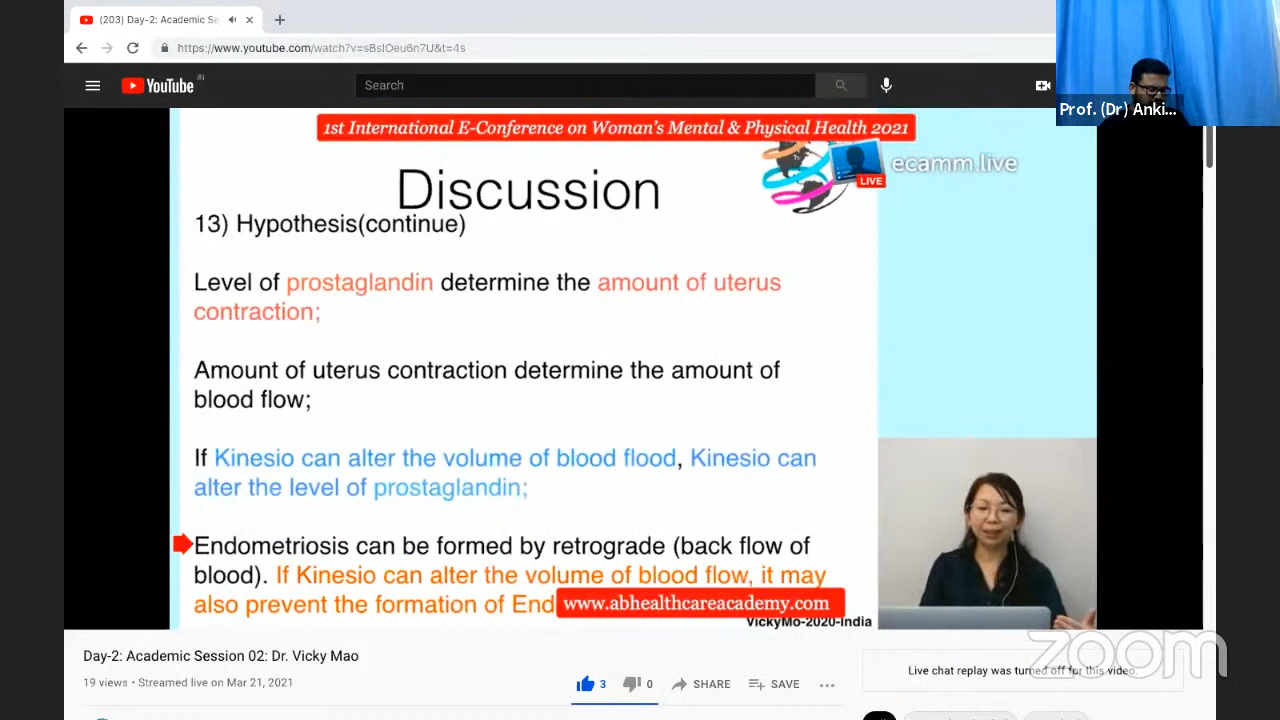 (203) Day-2: Academic Se
https://www.youtube.com/watch?v=sBsIOeu6n7U&t=4s
YouTube IN
Search
Prof. (Dr) Anki...
1st International E-Conference on Woman's Mental & Physical Health 2021
ecamm.live
LIVE
Discussion
13) Hypothesis(continue)
Level of prostaglandin determine the amount of uterus
contraction;
Amount of uterus contraction determine the amount of
blood flow;
If Kinesio can alter the volume of blood flood, Kinesio can
alter the level of prostaglandin;
Endometriosis can be formed by retrograde (back flow of
blood). If Kinesio can alter the volume of blood flow, it may
also prevent the formation of End
www.abhealthcareacademy.com
VickyMo-2020-India
zoom
Day-2: Academic Session 02: Dr. Vicky Mao
Live chat replay was turned off for this video.
19 views • Streamed live on Mar 21, 2021
3
0
SHARE
SAVE